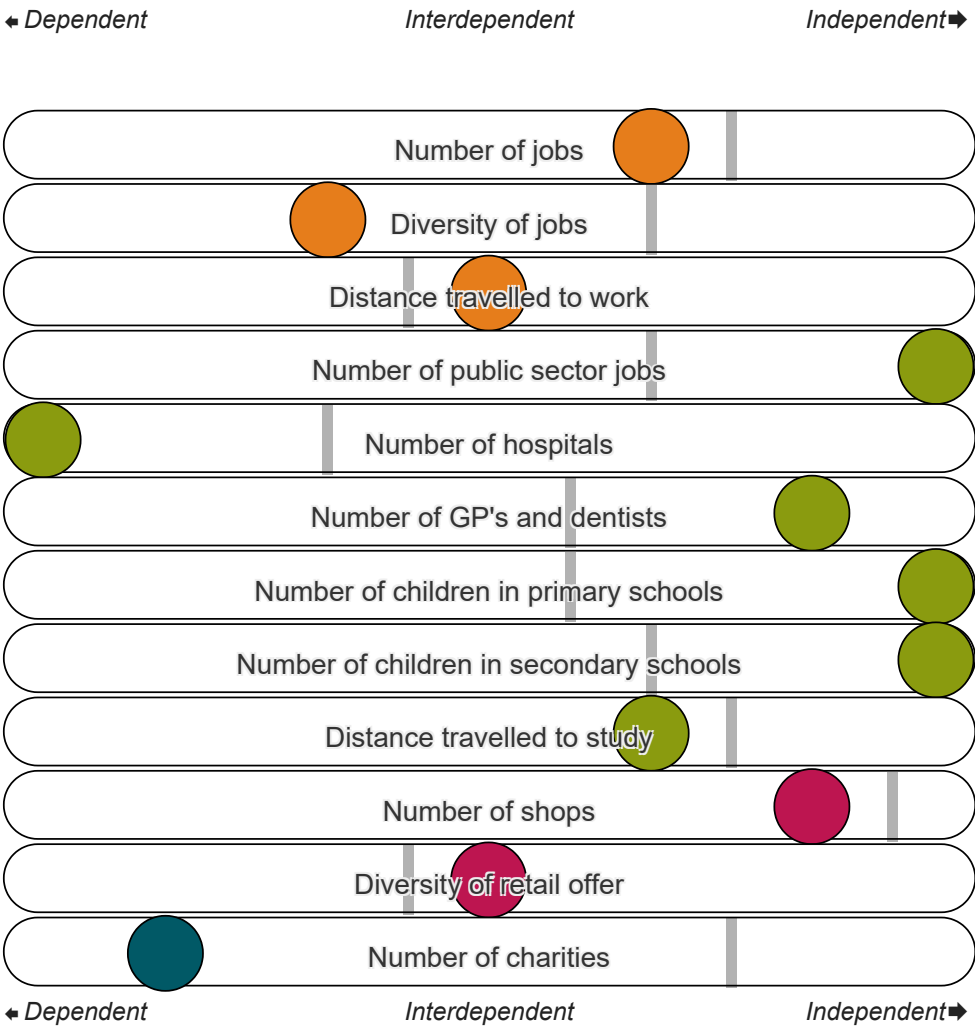 Dependent Interdependent Independent
Number of jobs
Diversity of jobs
Distance travelled to work
Number of public sector jobs
Number of hospitals
Number of GP's and dentists
Number of children in primary schools
Number of children in secondary schools
Distance travelled to study
Number of shops
Diversity of retail offer
Number of charities
Dependent Interdependent Independent